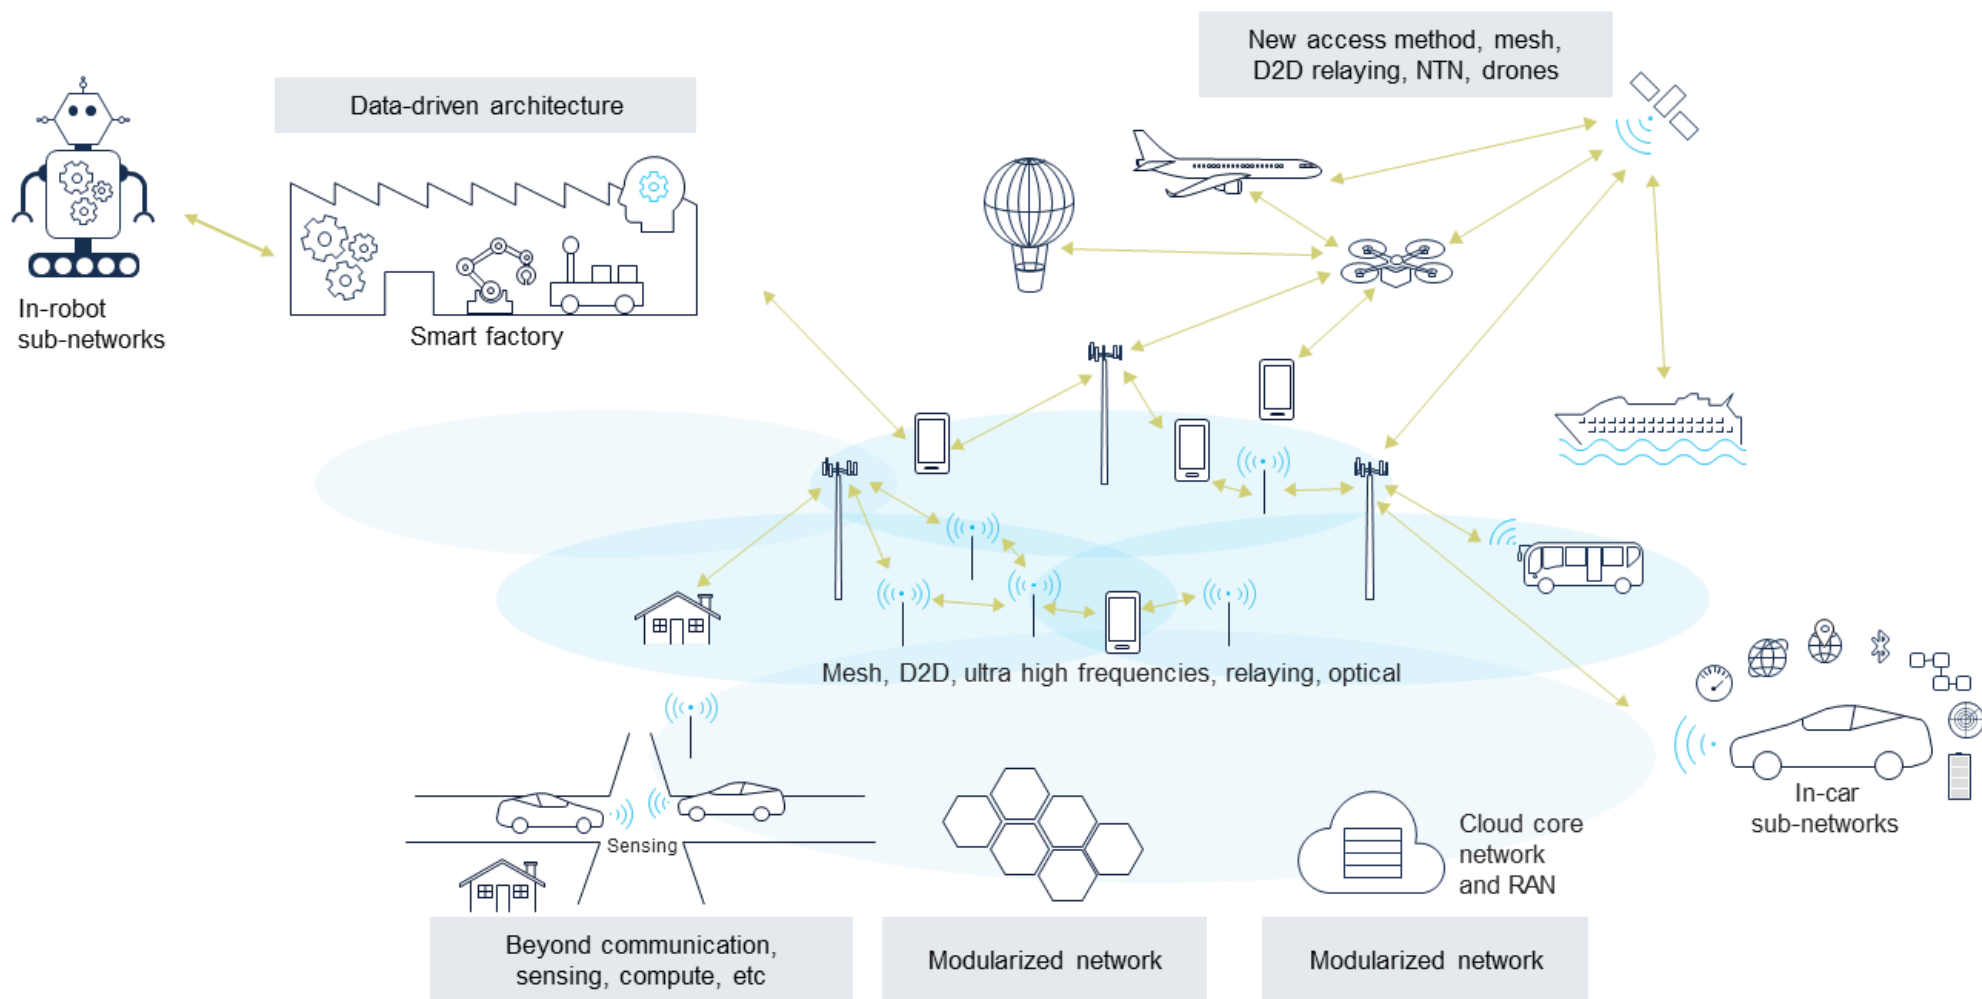 New access method, mesh,
D2D relaying, NTN, drones
Data-driven architecture
In-robot
sub-networks
Smart factory
Mesh, D2D, ultra high frequencies, relaying, optical
In-car
sub-networks
Sensing
Cloud core
network
and RAN
Beyond communication,
sensing, compute, etc
Modularized network
Modularized network